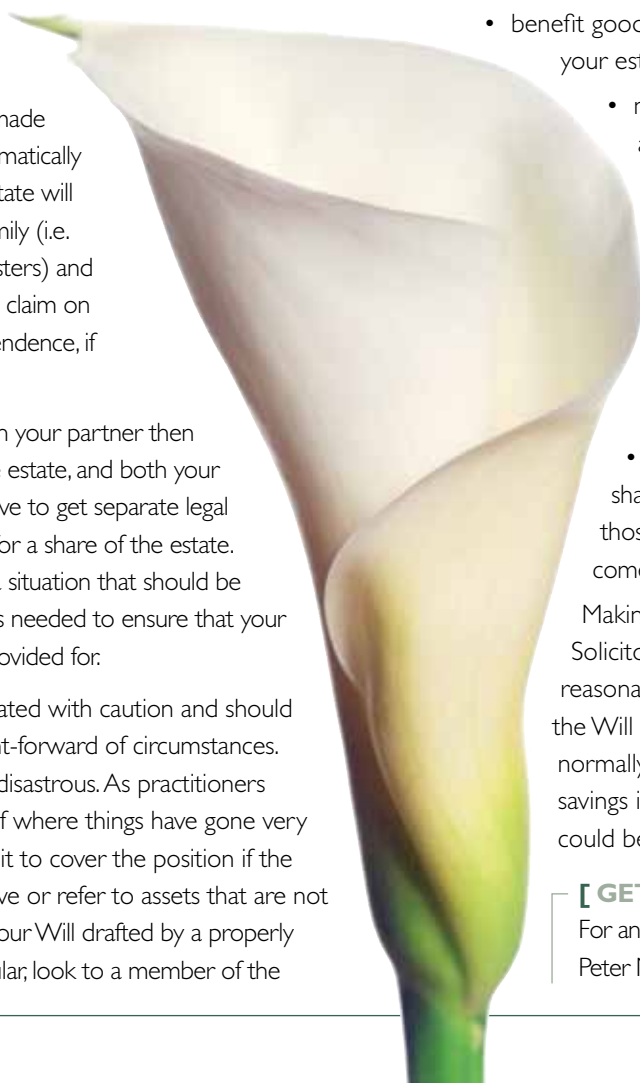 made
matically
tate will
mily (i.e.
sters) and
claim on
endence, if
n your partner then
e estate, and both your
ve to get separate legal
or a share of the estate.
situation that should be
s needed to ensure that your
ovided for.
ated with caution and should
nt-forward of circumstances.
disastrous. As practitioners
f where things have gone very
it to cover the position if the
ve or refer to assets that are not
our Will drafted by a properly
ular, look to a member of the
• benefit good
your est
•
•
sha
thos
come
Makin
Solicito
reasona
the Will
normally
savings i
could be
[ GET
For an
Peter